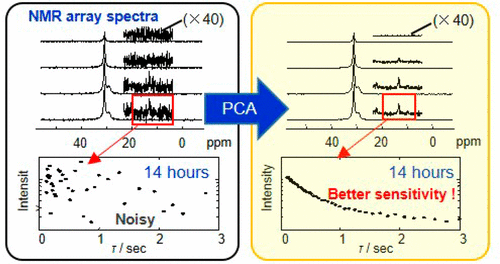 NMR array spectra
(×40)
40 20 0 ppm
Intensit
14 hours
Noisy
0 1 2 3
τ / sec
PCA
(×40)
40 20 0 ppm
Intensity
14 hours
Better sensitivity !
0 1 2 3
τ / sec